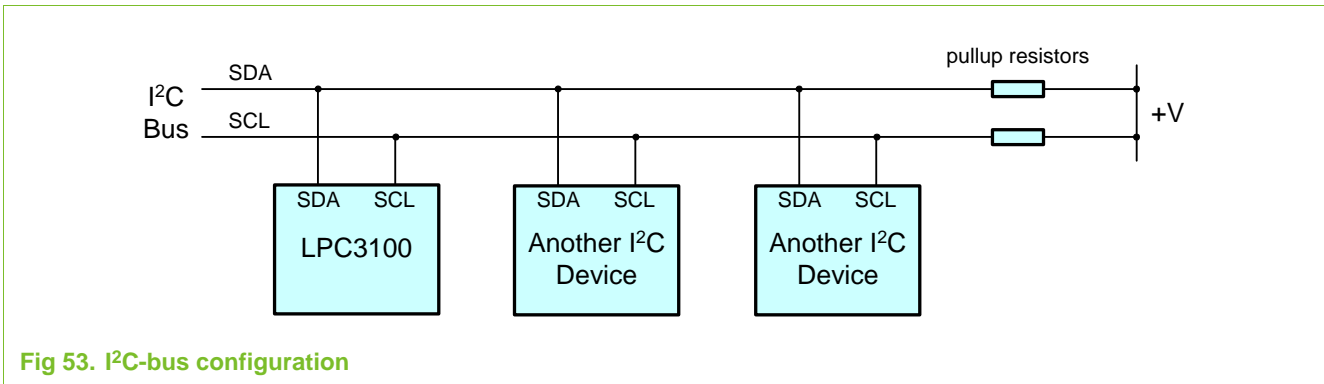 pullup resistors
SDA
I²C
Bus
SCL
+V
SDA SCL
LPC3100
SDA SCL
Another I²C
Device
SDA SCL
Another I²C
Device
Fig 53. I²C-bus configuration